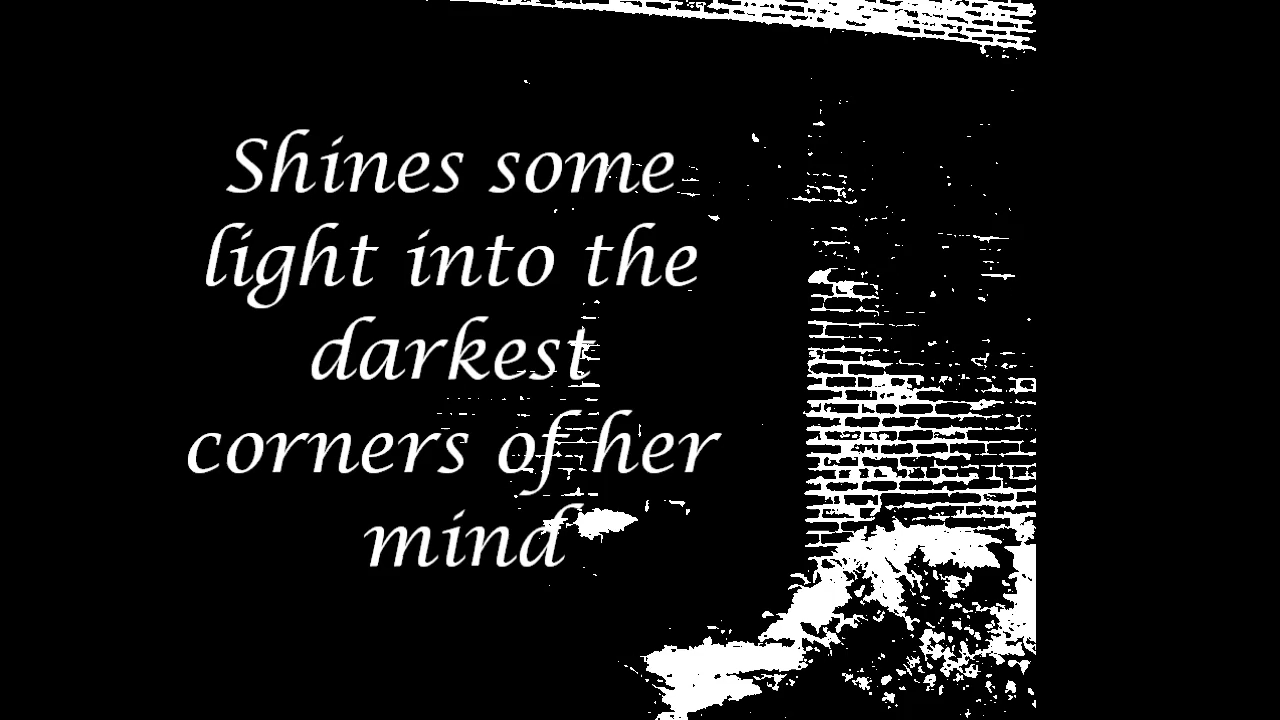 Shines some
light into the
darkest
corners of her
mind